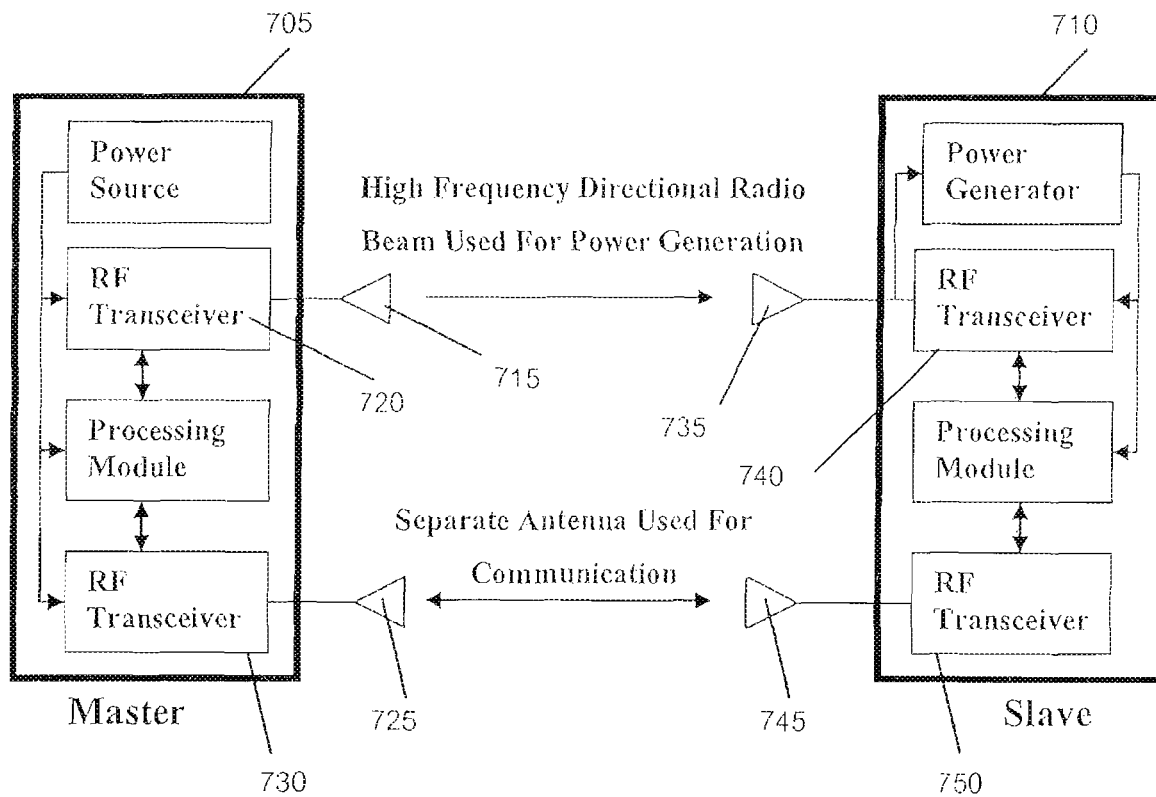 705
710
Power
Source
Power
Generator
High Frequency Directional Radio
Beam Used For Power Generation
RF
Transceiver
RF
Transceiver
715
720
735
Processing
Module
740
Processing
Module
Separate Antenna Used For
Communication
RF
Transceiver
RF
Transceiver
Master
725
745
Slave
730
750